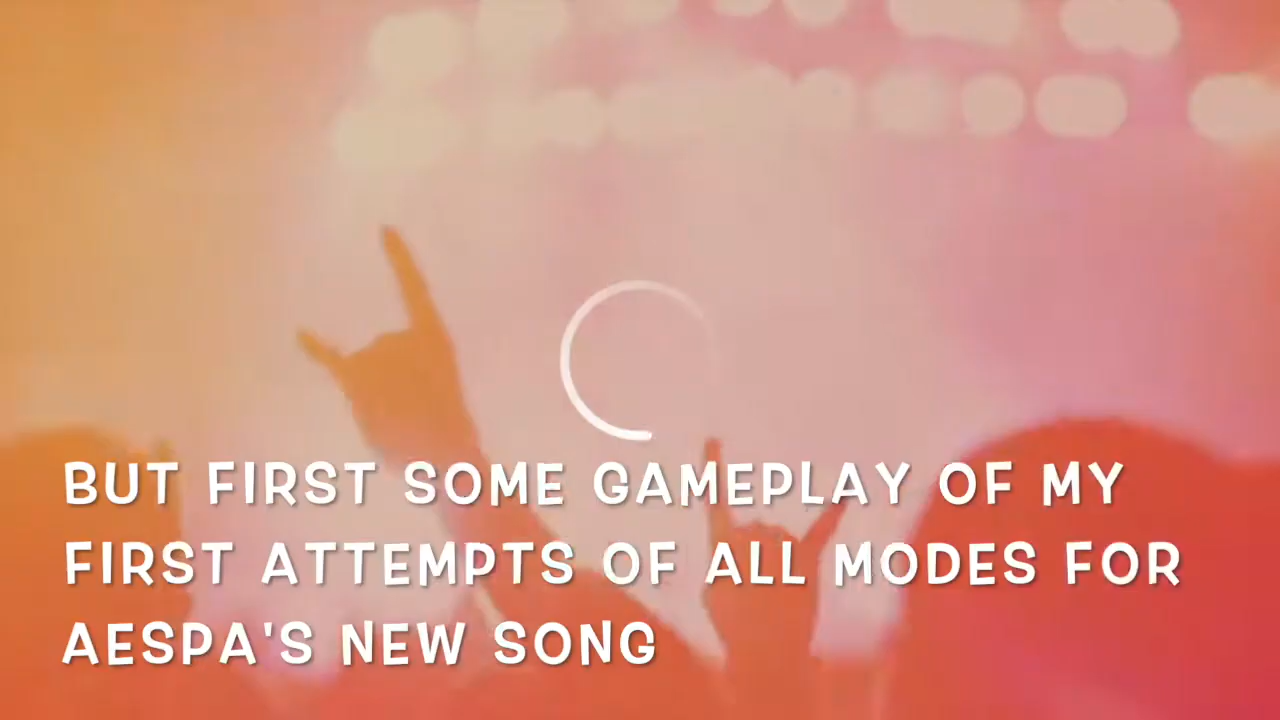 BUT FIRST SOME GAMEPLAY OF MY
FIRST ATTEMPTS OF ALL MODES FOR
AESPA'S NEW SONG